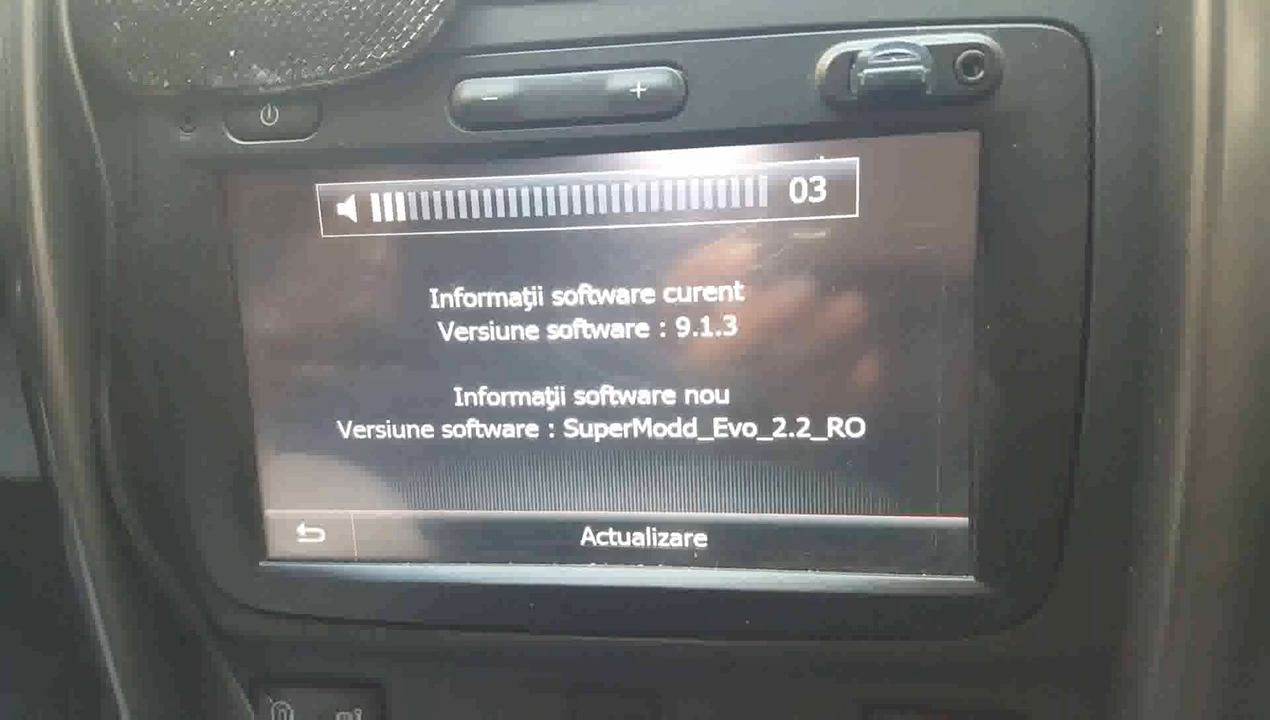 - +
03
Informaţii software curent
Versiune software : 9.1.3
Informaţii software nou
Versiune software : SuperModd_Evo_2.2_RO
Actualizare